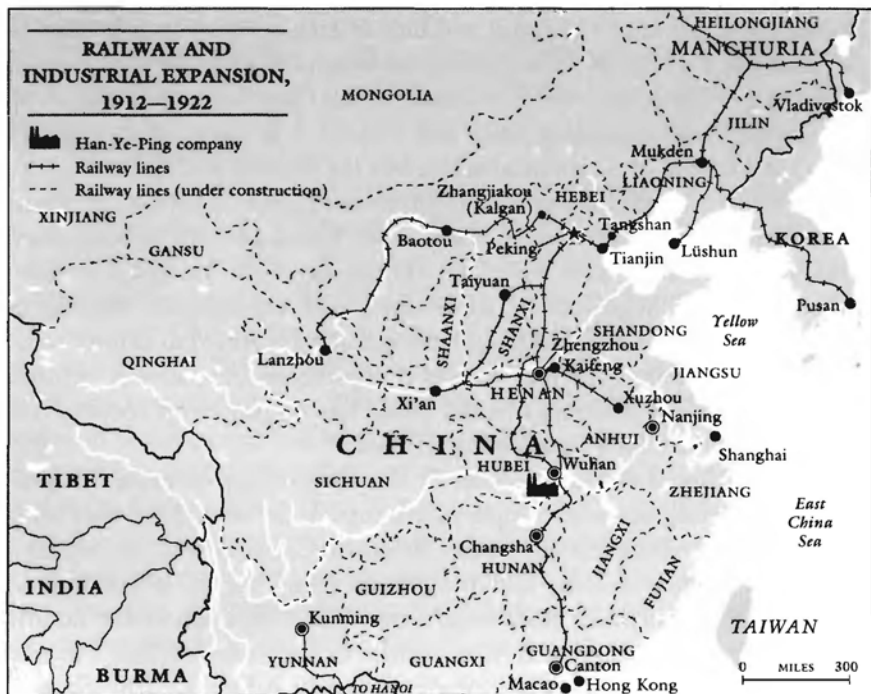 RAILWAY AND
INDUSTRIAL EXPANSION,
1912—1922
Han-Ye-Ping company
Railway lines
Railway lines (under construction)
HEILONGJIANG
MANCHURIA
MONGOLIA
Vladivostok
JILIN
Mukden
LIAONING
Zhangjiakou
(Kalgan)
HEBEI
XINJIANG
Tangshan
GANSU
Baotou
Peking
Tianjin
Lüshun
KOREA
Taiyuan
Pusan
SHAANXI
SHANXI
SHANDONG
Yellow
Sea
QINGHAI
Lanzhou
Zhengzhou
Kaifeng
JIANGSU
Xi'an
HENAN
Xuzhou
Nanjing
CHINA
ANHUI
Shanghai
HUBEI
Wuhan
TIBET
SICHUAN
ZHEJIANG
East
China
Sea
Changsha
HUNAN
JIANGXI
INDIA
GUIZHOU
FUJIAN
Kunming
TAIWAN
YUNNAN
GUANGXI
GUANGDONG
Canton
BURMA
TO HANOI
Macao
Hong Kong
0 MILES 300